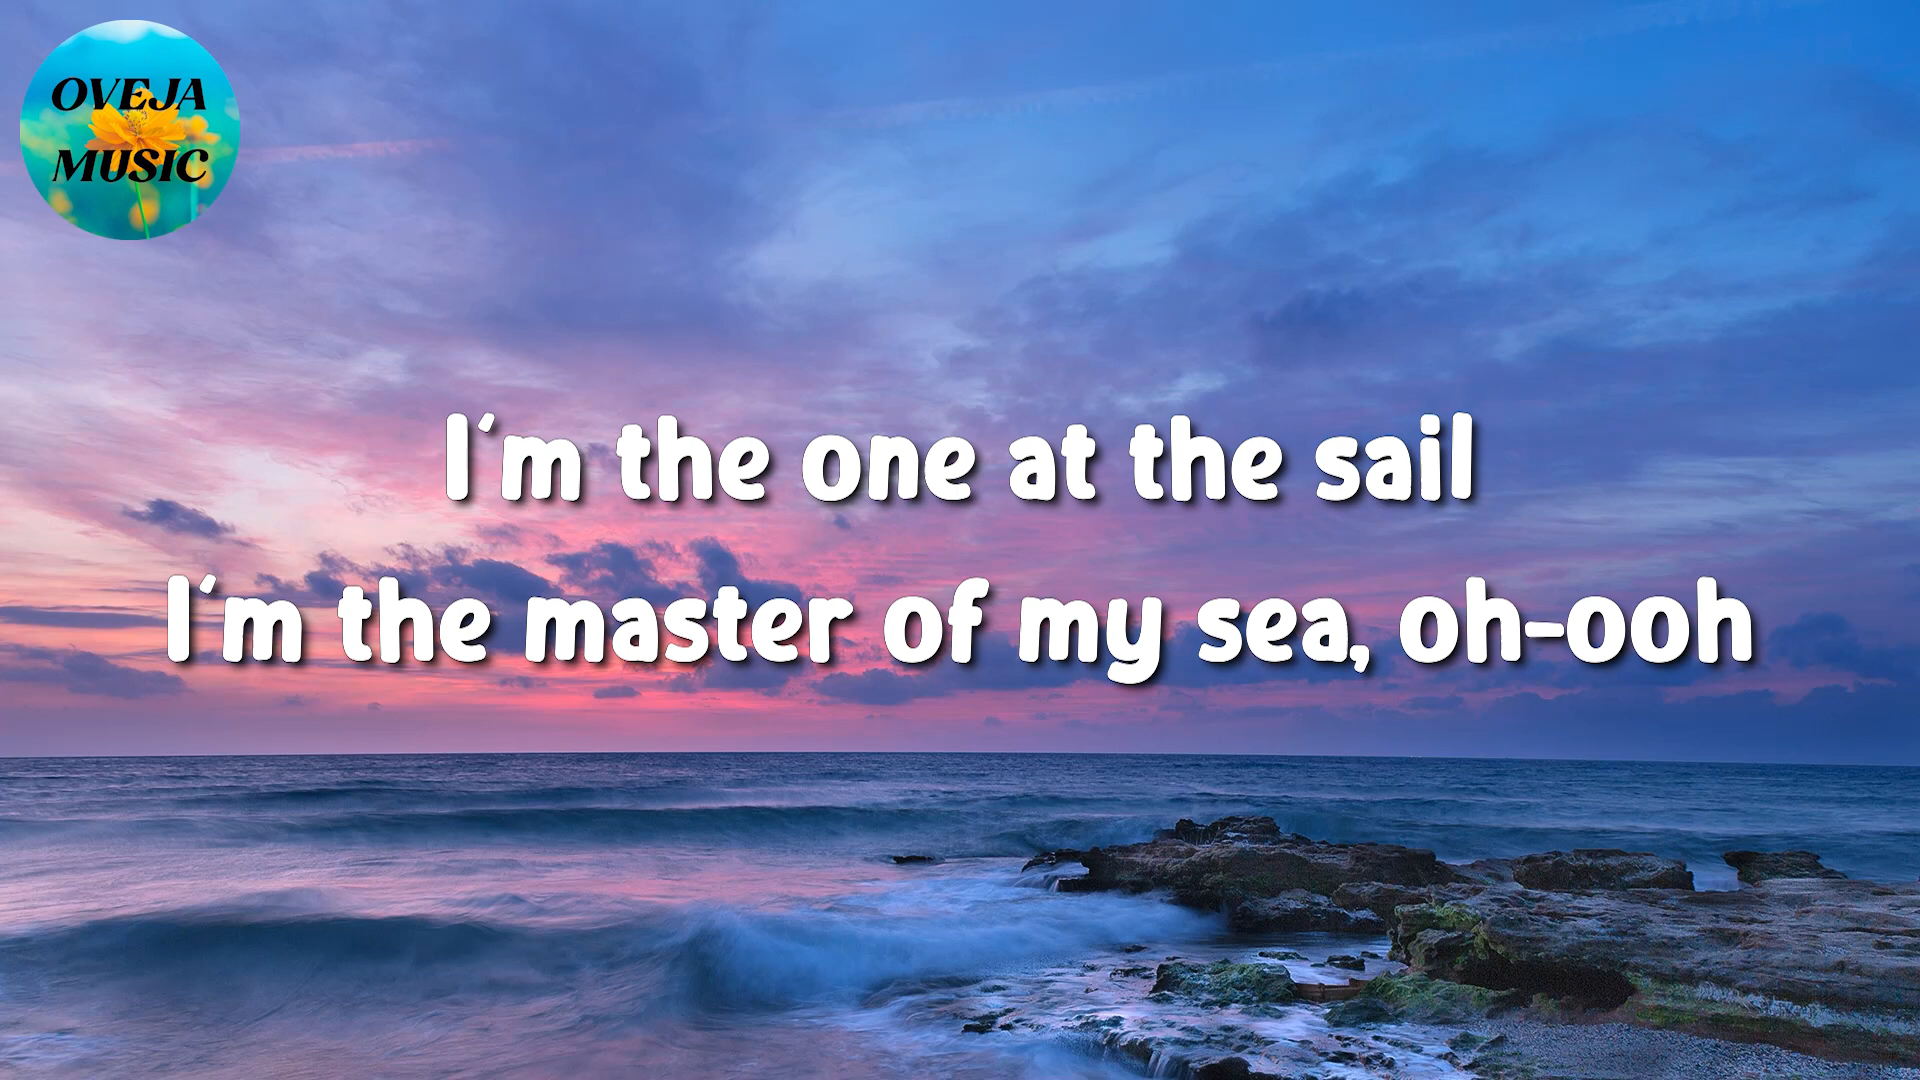 OVEJA
MUSIC
I'm the one at the sail
I'm the master of my sea, oh-ooh